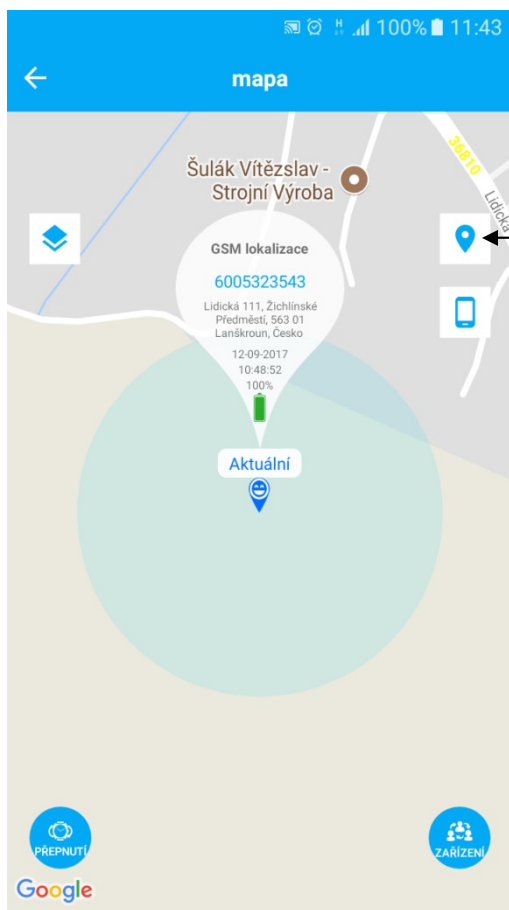 100% 11:43
mapa
Šulák Vítězslav -
Strojní Výroba
36810
Lidická
GSM lokalizace
6005323543
Lidická 111, Žichlínské
Předměstí, 563 01
Lanškroun, Česko
12-09-2017
10:48:52
100%
Aktuální
PŘEPNUTÍ
ZAŘÍZENÍ
Google